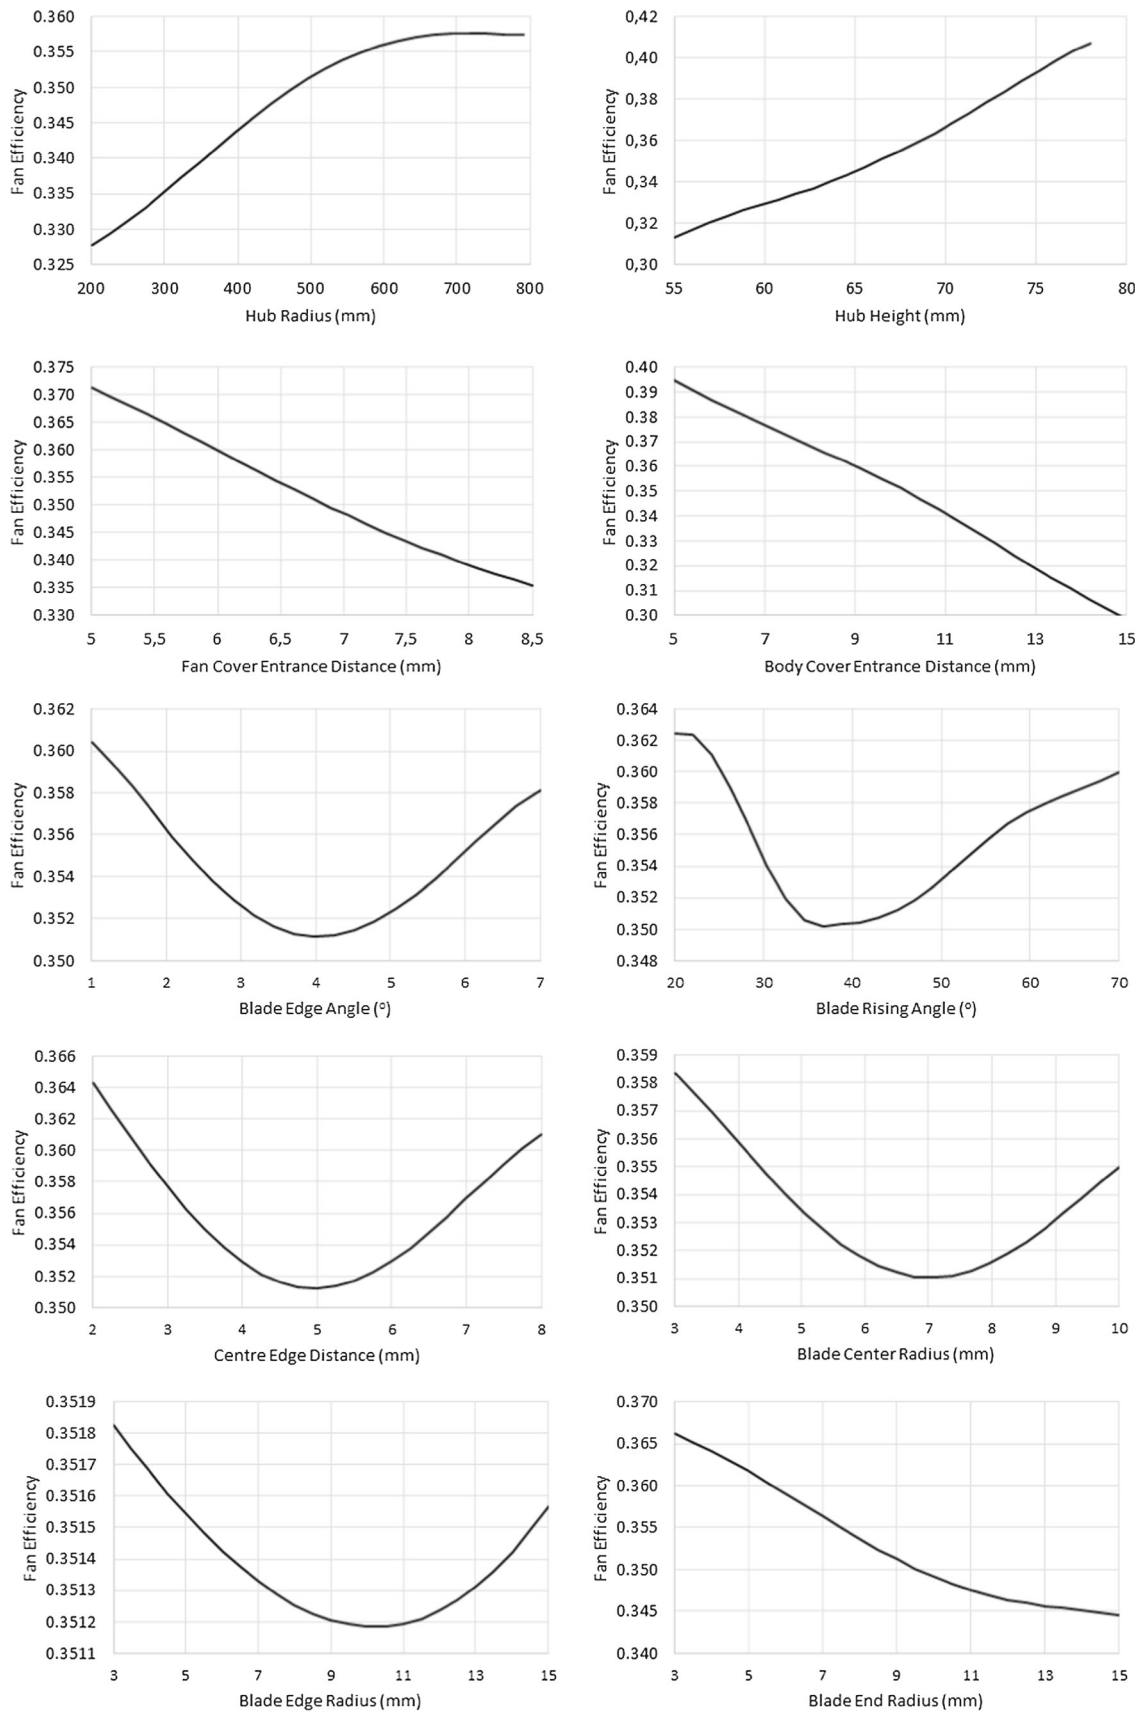 Fan Efficiency
0.360
0.355
0.350
0.345
0.340
0.335
0.330
0.325
200 300 400 500 600 700 800
Hub Radius (mm)
Fan Efficiency
0,42
0,40
0,38
0,36
0,34
0,32
0,30
55 60 65 70 75 80
Hub Height (mm)
Fan Efficiency
0.375
0.370
0.365
0.360
0.355
0.350
0.345
0.340
0.335
0.330
5 5,5 6 6,5 7 7,5 8 8,5
Fan Cover Entrance Distance (mm)
Fan Efficiency
0.40
0.39
0.38
0.37
0.36
0.35
0.34
0.33
0.32
0.31
0.30
5 7 9 11 13 15
Body Cover Entrance Distance (mm)
Fan Efficiency
0.362
0.360
0.358
0.356
0.354
0.352
0.350
1 2 3 4 5 6 7
Blade Edge Angle (º)
Fan Efficiency
0.364
0.362
0.360
0.358
0.356
0.354
0.352
0.350
0.348
20 30 40 50 60 70
Blade Rising Angle (º)
Fan Efficiency
0.366
0.364
0.362
0.360
0.358
0.356
0.354
0.352
0.350
2 3 4 5 6 7 8
Centre Edge Distance (mm)
Fan Efficiency
0.359
0.358
0.357
0.356
0.355
0.354
0.353
0.352
0.351
0.350
3 4 5 6 7 8 9 10
Blade Center Radius (mm)
Fan Efficiency
0.3519
0.3518
0.3517
0.3516
0.3515
0.3514
0.3513
0.3512
0.3511
3 5 7 9 11 13 15
Blade Edge Radius (mm)
Fan Efficiency
0.370
0.365
0.360
0.355
0.350
0.345
0.340
3 5 7 9 11 13 15
Blade End Radius (mm)